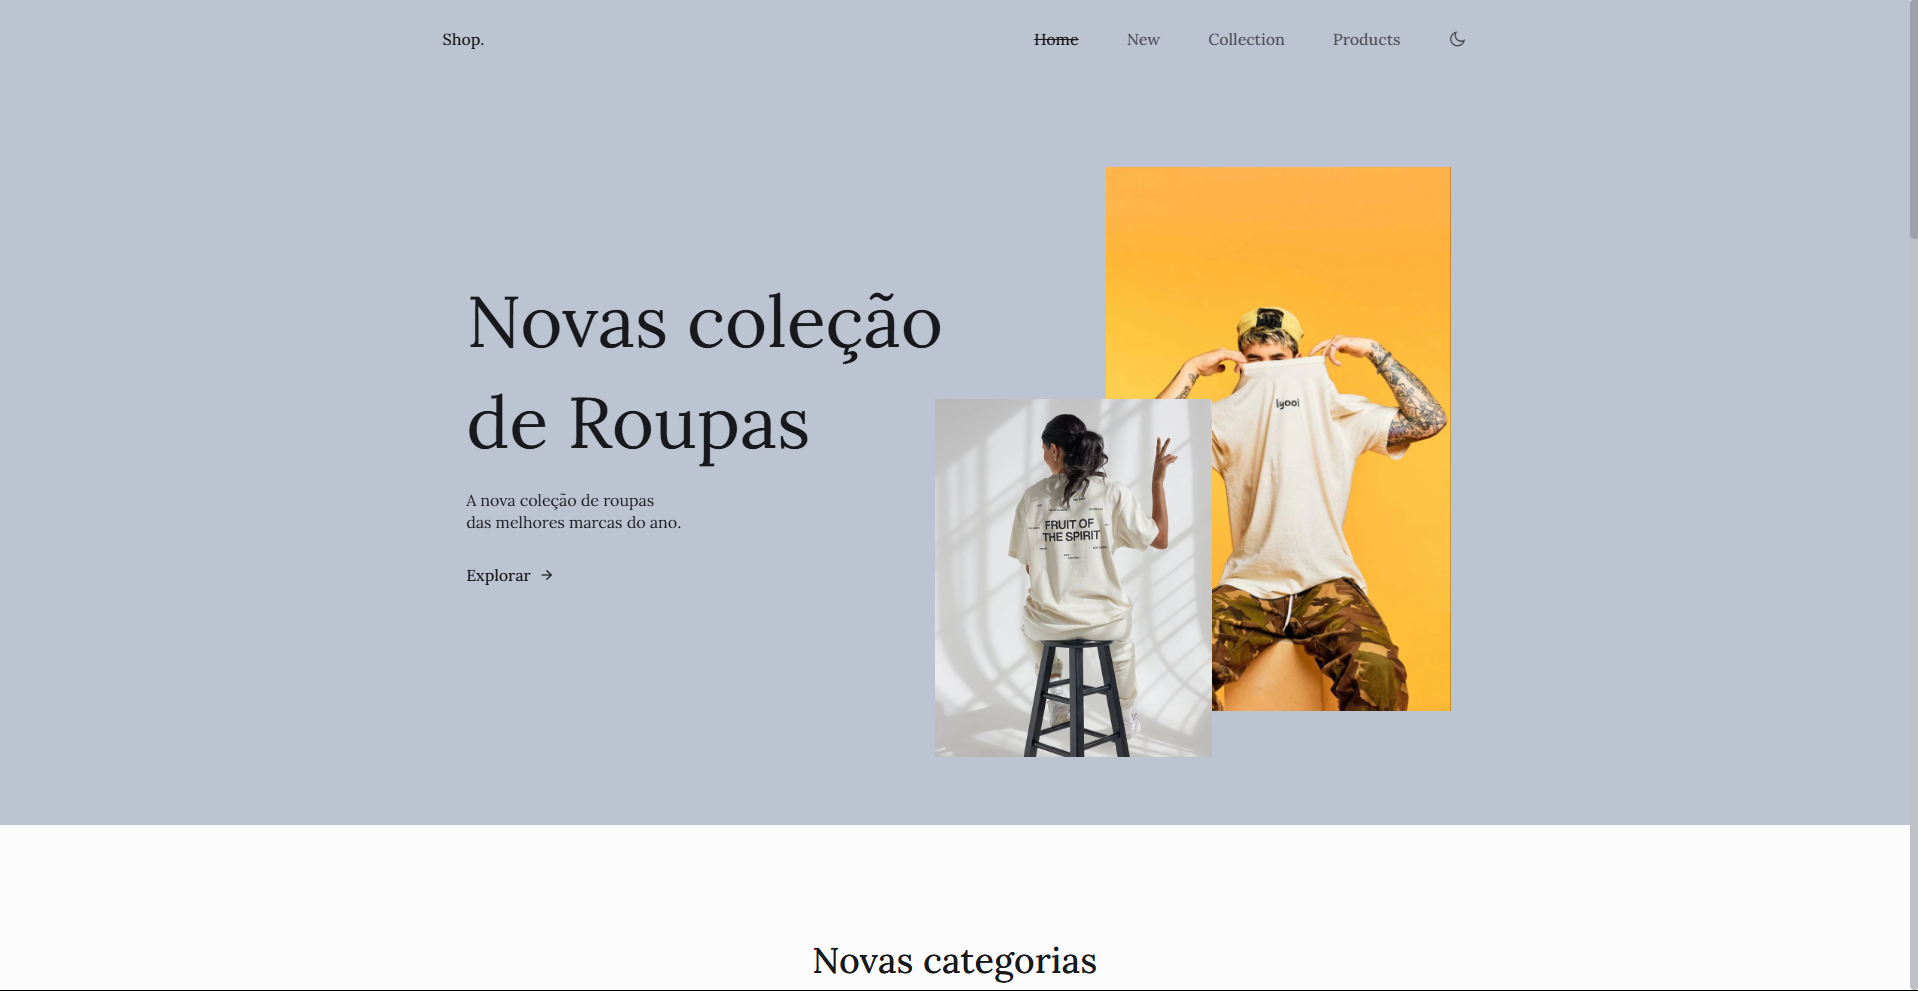 Shop.
Home
New
Collection
Products
Novas coleção
de Roupas
A nova coleção de roupas
das melhores marcas do ano.
Explorar
lyooi
FRUIT OF
THE SPIRIT
Novas categorias